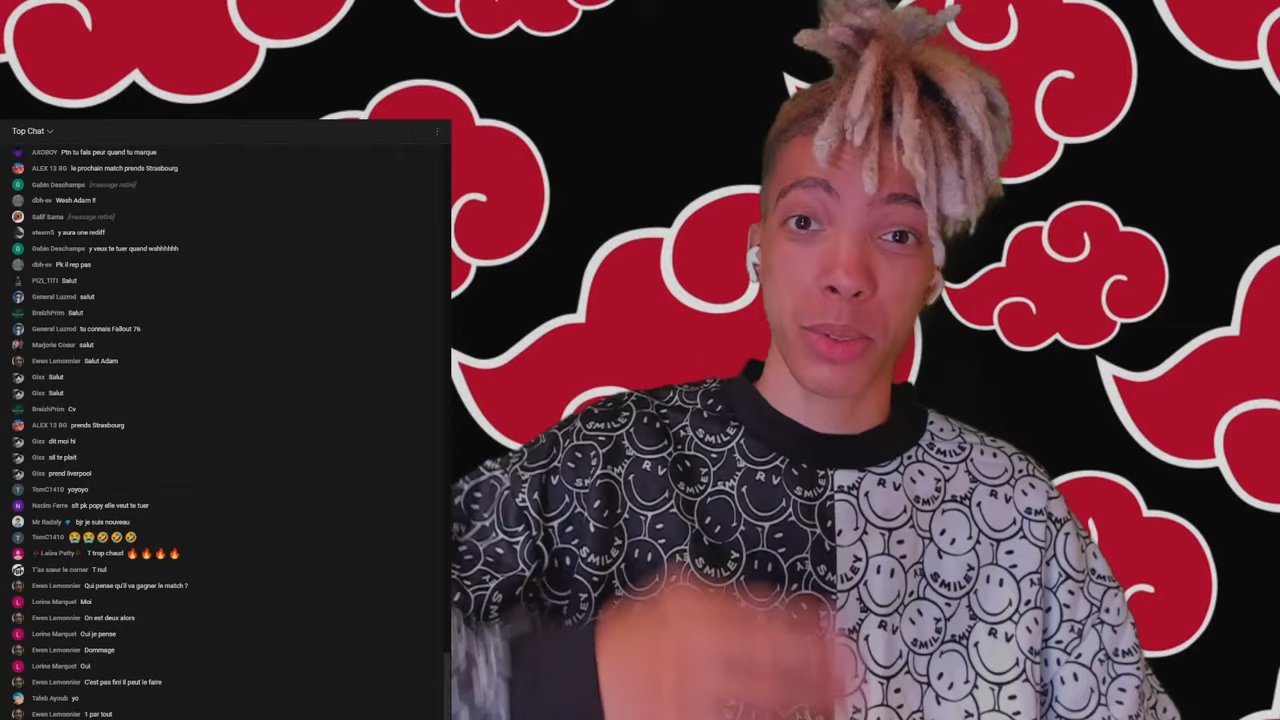 Top Chat
AXOBOY Ptn tu fais peur quand tu marque
ALEX 13 BG le prochain match prends Strasbourg
Gabin Deschamps [message retiré]
dbh-ev Wesh Adam !!
Salif Sama [message retiré]
steam5 y aura une rediff
Gabin Deschamps y veux te tuer quand wshhhhhh
dbh-ev Pk il rep pas
PIZI_TITI Salut
General Luzrod salut
BreizhPrim Salut
General Luzrod tu connais Fallout 76
Marjorie Coeur salut
Ewen Lemonnier Salut Adam
Gixx Salut
Gixx Salut
BreizhPrim Cv
ALEX 13 BG prends Strasbourg
Gixx dit moi hi
Gixx sil te plait
Gixx prend liverpool
TomC1410 yoyoyo
Nacim Ferre slt pk popy elle veut te tuer
Mr Radaly bjr je suis nouveau
TomC1410 😭😭🤣🤣🤣
Laüra Patty T trop chaud 🔥🔥🔥🔥
T'as sœur le corner T nul
Ewen Lemonnier Qui pense qu'il va gagner le match ?
Lorine Marquet Moi
Ewen Lemonnier On est deux alors
Lorine Marquet Oui je pense
Ewen Lemonnier Dommage
Lorine Marquet Oui
Ewen Lemonnier C'est pas fini il peut le faire
Taleb Ayoub yo
Ewen Lemonnier 1 par tout
SMILEY
RV